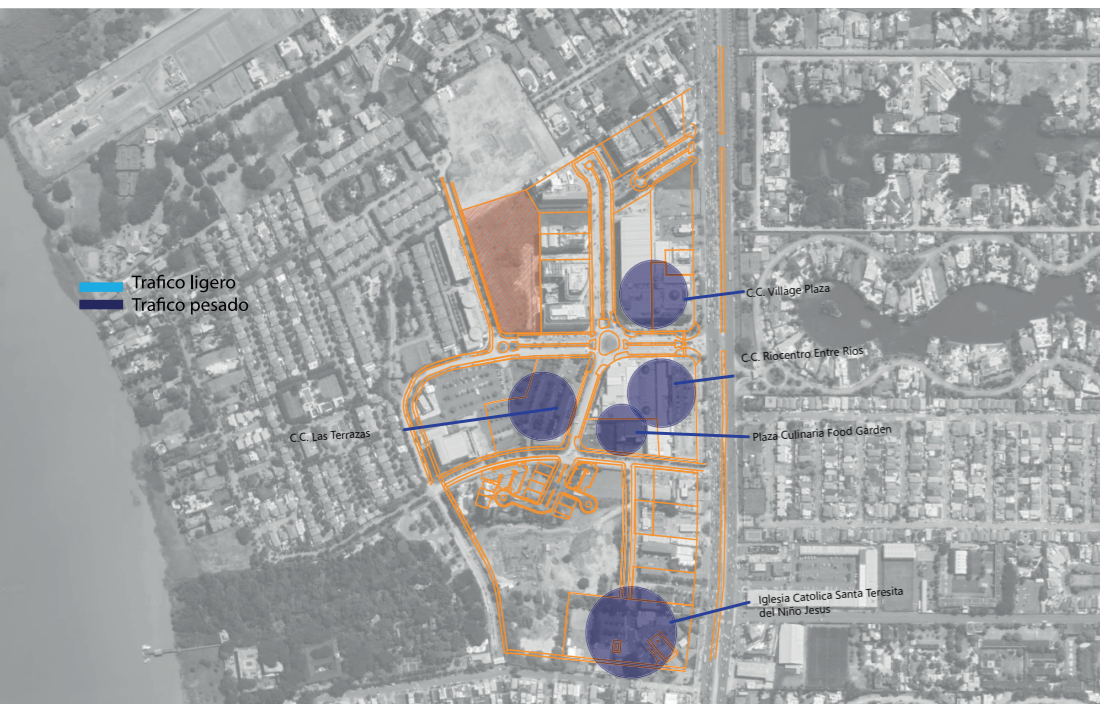 Trafico ligero
Trafico pesado
C.C. Village Plaza
C.C. Riocentro Entre Rios
C.C. Las Terrazas
Plaza Culinaria Food Garden
Iglesia Catolica Santa Teresita
del Niño Jesus